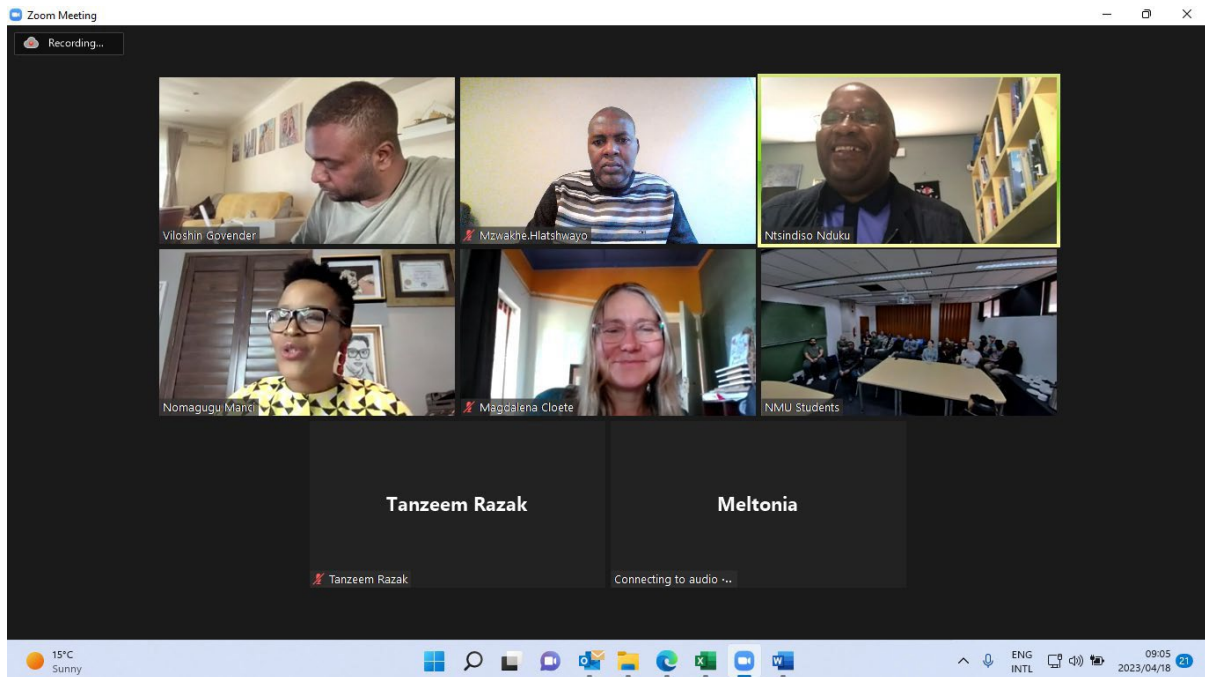 Zoom Meeting
Recording...
Viloshin Govender
Mzwakhe.Hlatshwayo
Ntsindiso Nduku
Nomagugu Manci
Magdalena Cloete
NMU Students
Tanzeem Razak
Meltonia
Tanzeem Razak
Connecting to audio ...
15°C
Sunny
ENG
INTL
09:05
2023/04/18
21